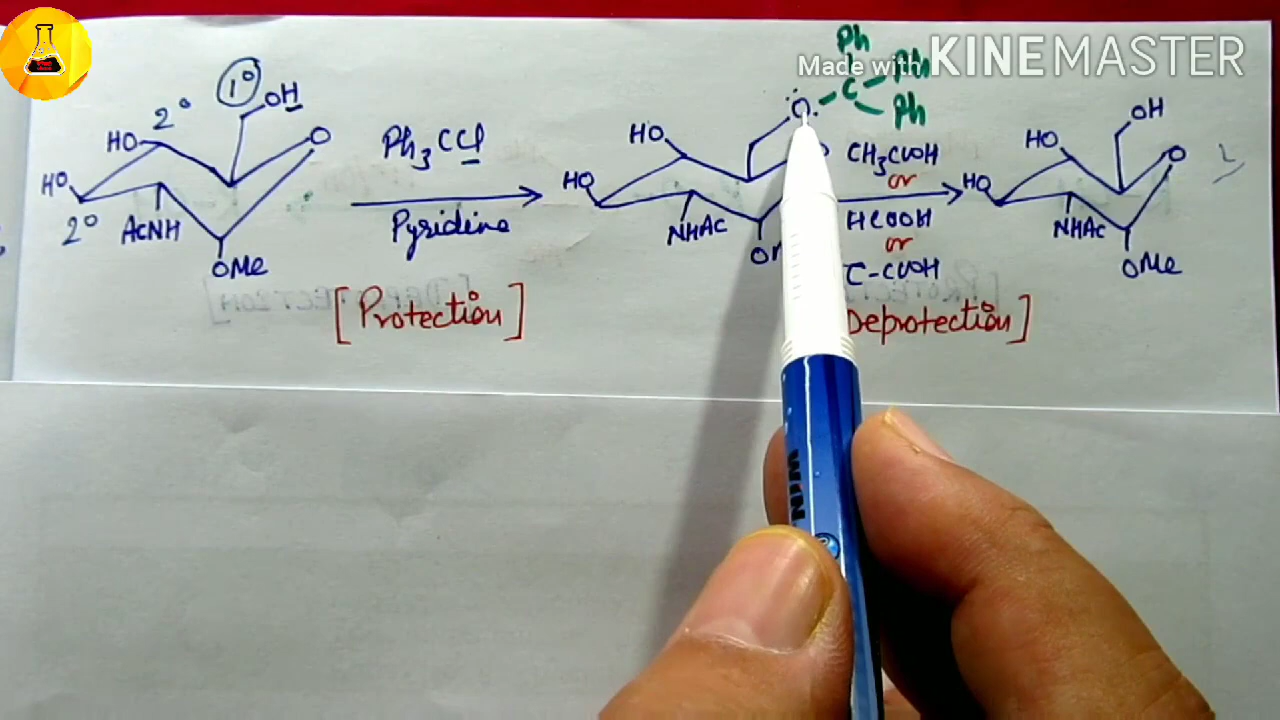 Made with KINEMASTER
1°
2°
OH
HO
HO
2°
AcNH
O
OMe
Ph3CCl
Pyridine
[Protection]
HO
HO
NHAc
O
C
Ph
Ph
Ph
CH3COOH
or
HCOOH
or
Deprotection]
HO
HO
OH
O
NHAc
OMe
WIN